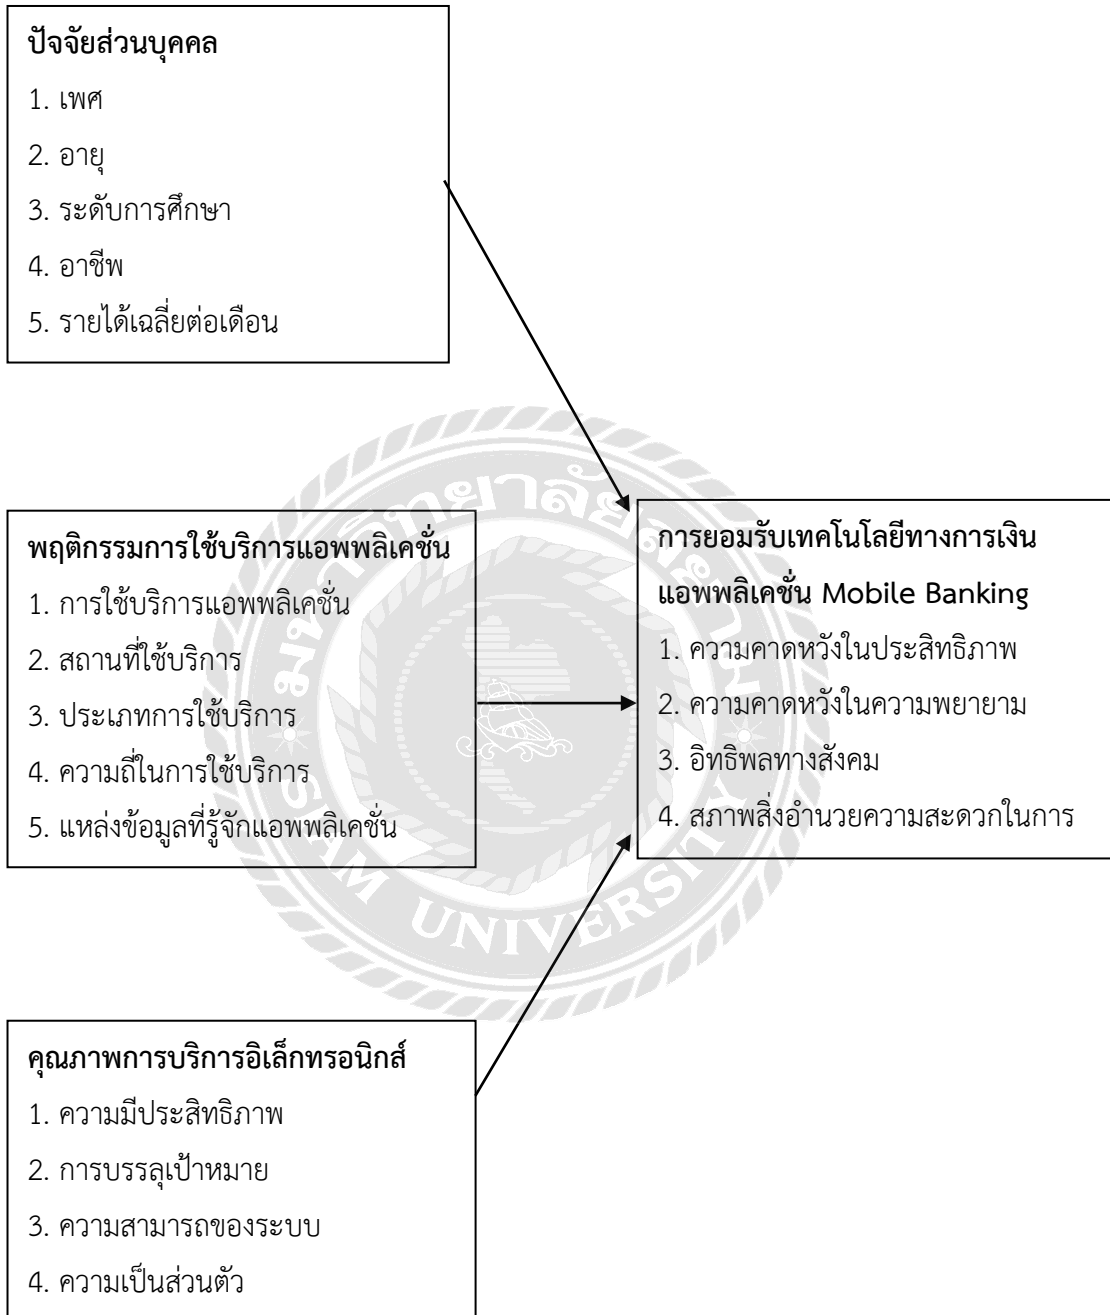 ปัจจัยส่วนบุคคล
1. เพศ
2. อายุ
3. ระดับการศึกษา
4. อาชีพ
5. รายได้เฉลี่ยต่อเดือน
พฤติกรรมการใช้บริการแอพพลิเคชั่น
1. การใช้บริการแอพพลิเคชั่น
2. สถานที่ใช้บริการ
3. ประเภทการใช้บริการ
4. ความถี่ในการใช้บริการ
5. แหล่งข้อมูลที่รู้จักแอพพลิเคชั่น
การยอมรับเทคโนโลยีทางการเงิน
แอพพลิเคชั่น Mobile Banking
1. ความคาดหวังในประสิทธิภาพ
2. ความคาดหวังในความพยายาม
3. อิทธิพลทางสังคม
4. สภาพสิ่งอำนวยความสะดวกในการ
คุณภาพการบริการอิเล็กทรอนิกส์
1. ความมีประสิทธิภาพ
2. การบรรลุเป้าหมาย
3. ความสามารถของระบบ
4. ความเป็นส่วนตัว
มหาวิทยาลัยสยาม
SIAM UNIVERSITY